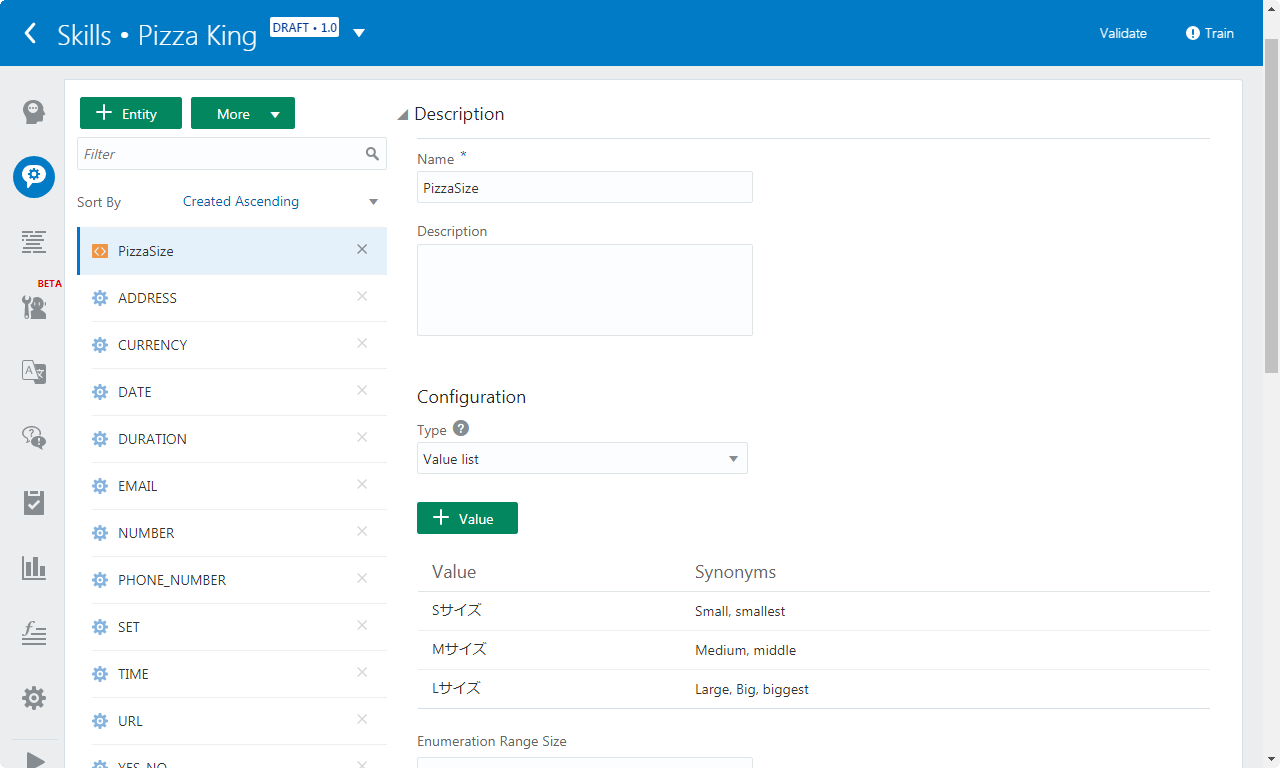 Skills • Pizza King DRAFT • 1.0 Validate Train
Entity More
Filter
Sort By Created Ascending
PizzaSize
ADDRESS
CURRENCY
DATE
DURATION
EMAIL
NUMBER
PHONE_NUMBER
SET
TIME
URL
YES_NO
BETA
Description
Name *
PizzaSize
Description
Configuration
Type ?
Value list
Value
Value Synonyms
Sサイズ Small, smallest
Mサイズ Medium, middle
Lサイズ Large, Big, biggest
Enumeration Range Size